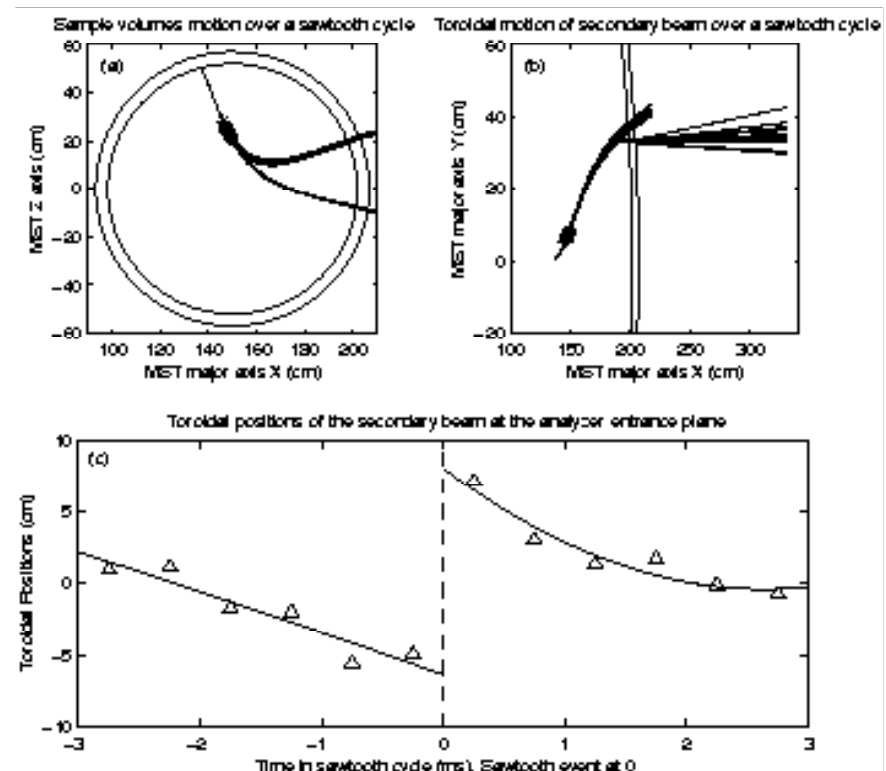 Sample volumes motion over a sawtooth cycle
Toroidal motion of secondary beam over a sawtooth cycle
60
40
20
0
−20
−40
−60
MST Z axis (cm)
(a)
100 120 140 160 180 200
MST major axis X (cm)
60
40
20
0
−20
MST major axis Y (cm)
(b)
100 150 200 250 300
MST major axis X (cm)
Toroidal positions of the secondary beam at the analyzer entrance plane
10
5
0
−5
−10
Toroidal Positions (cm)
(c)
−3 −2 −1 0 1 2 3
Time in sawtooth cycle (ms), Sawtooth event at 0